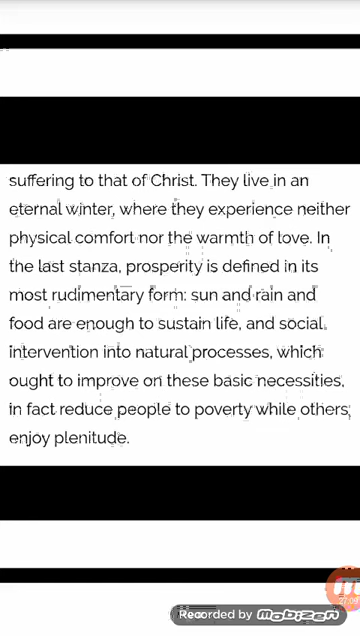 suffering to that of Christ. They live in an
eternal winter, where they experience neither
physical comfort nor the warmth of love. In
the last stanza, prosperity is defined in its
most rudimentary form: sun and rain and
food are enough to sustain life, and social
intervention into natural processes, which
ought to improve on these basic necessities,
in fact reduce people to poverty while others
enjoy plenitude.
Recorded by mobizen